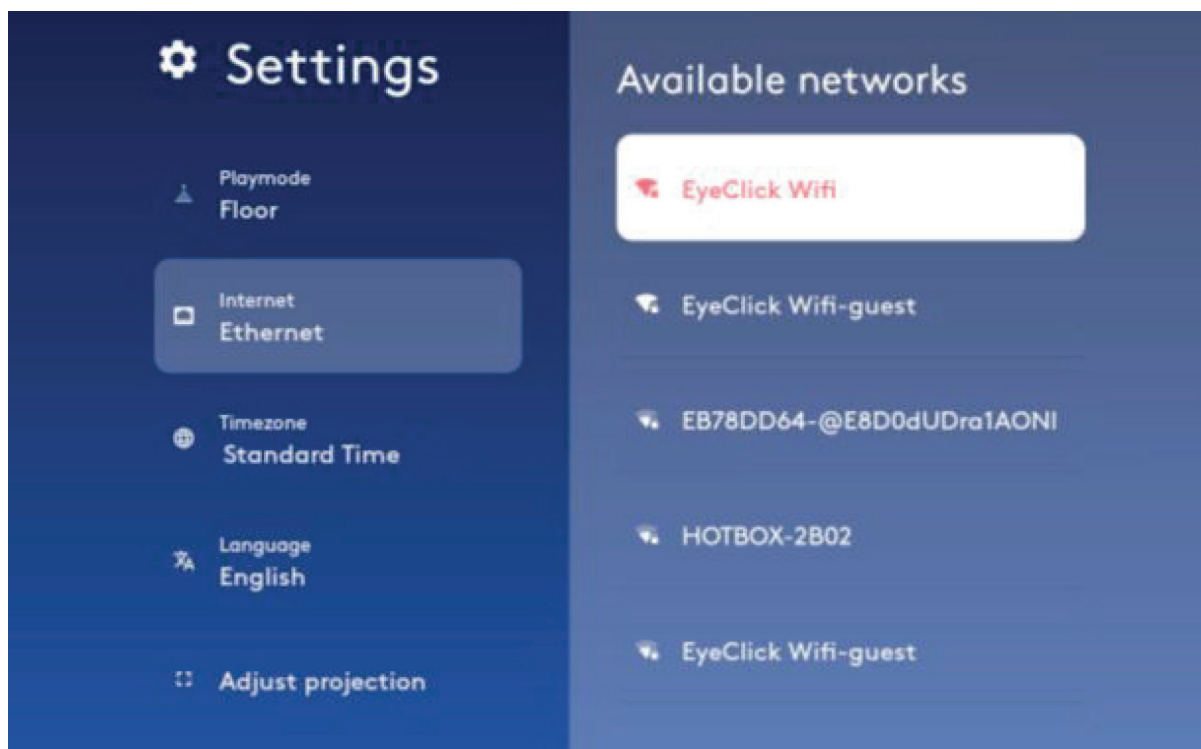 Settings
Playmode
Floor
Internet
Ethernet
Timezone
Standard Time
Language
English
Adjust projection
Available networks
EyeClick Wifi
EyeClick Wifi-guest
EB78DD64-@E8D0dUDra1AONI
HOTBOX-2B02
EyeClick Wifi-guest